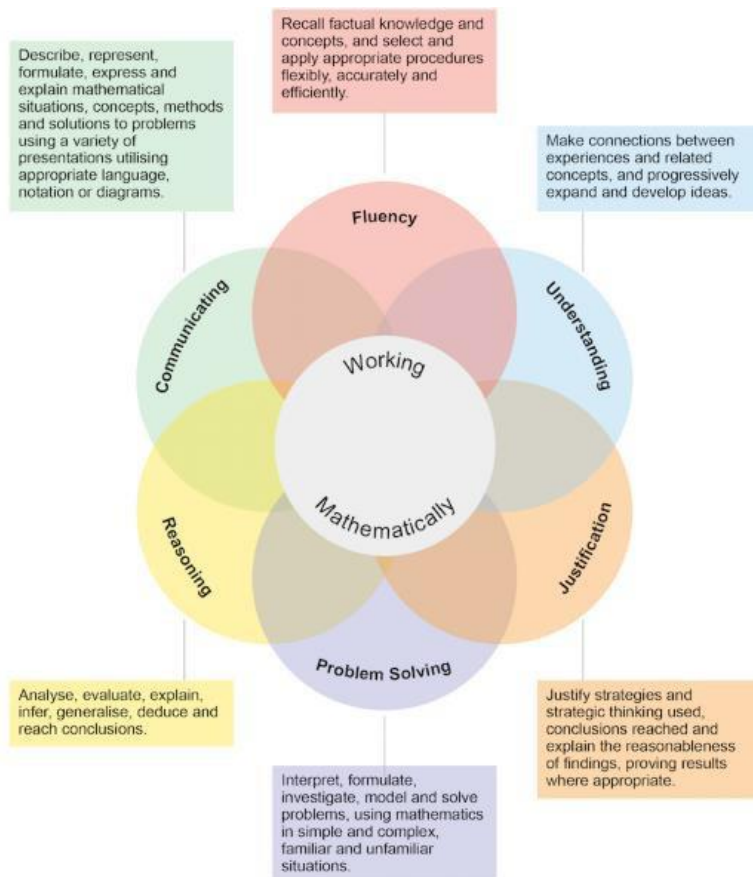 Recall factual knowledge and
concepts, and select and
apply appropriate procedures
flexibly, accurately and
efficiently.
Describe, represent,
formulate, express and
explain mathematical
situations, concepts, methods
and solutions to problems
using a variety of
presentations utilising
appropriate language,
notation or diagrams.
Make connections between
experiences and related
concepts, and progressively
expand and develop ideas.
Fluency
Communicating
Understanding
Working
Mathematically
Reasoning
Justification
Problem Solving
Analyse, evaluate, explain,
infer, generalise, deduce and
reach conclusions.
Justify strategies and
strategic thinking used,
conclusions reached and
explain the reasonableness
of findings, proving results
where appropriate.
Interpret, formulate,
investigate, model and solve
problems, using mathematics
in simple and complex,
familiar and unfamiliar
situations.